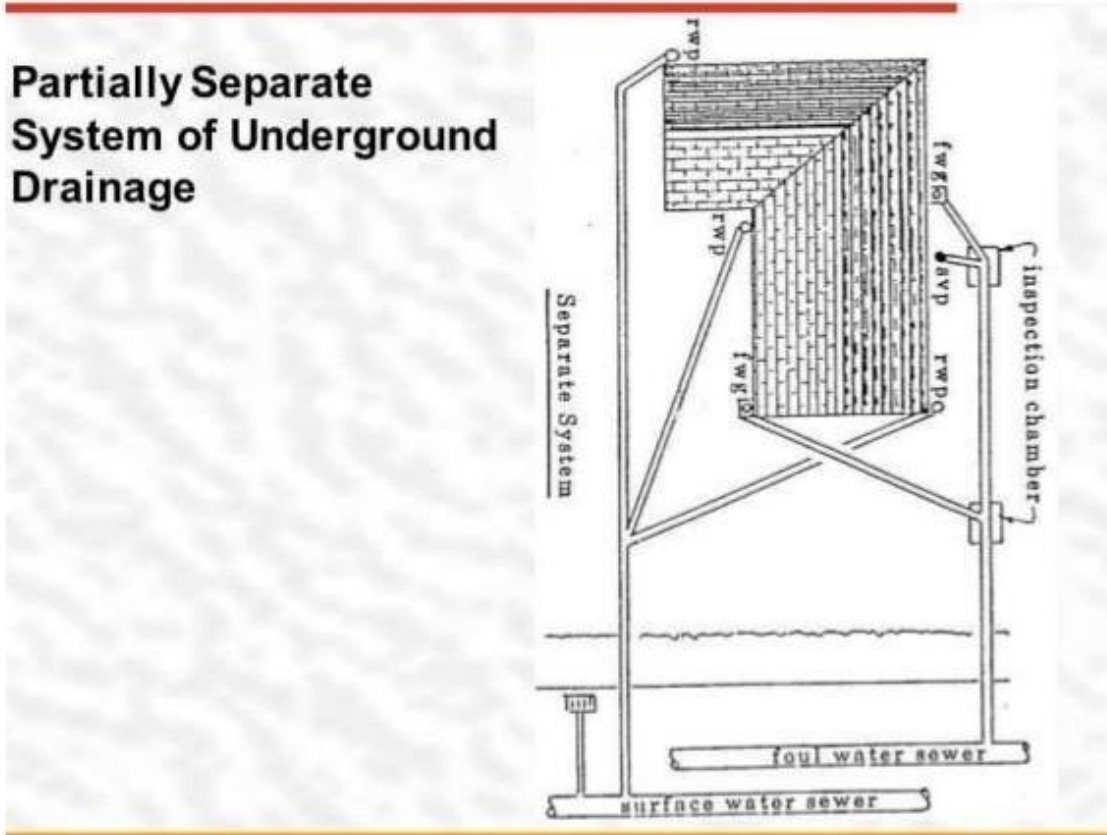 Partially Separate
System of Underground
Drainage
rwp
fwg
rwp
svp
inspection chamber
Separate System
fwg
rwp
foul water sewer
surface water sewer